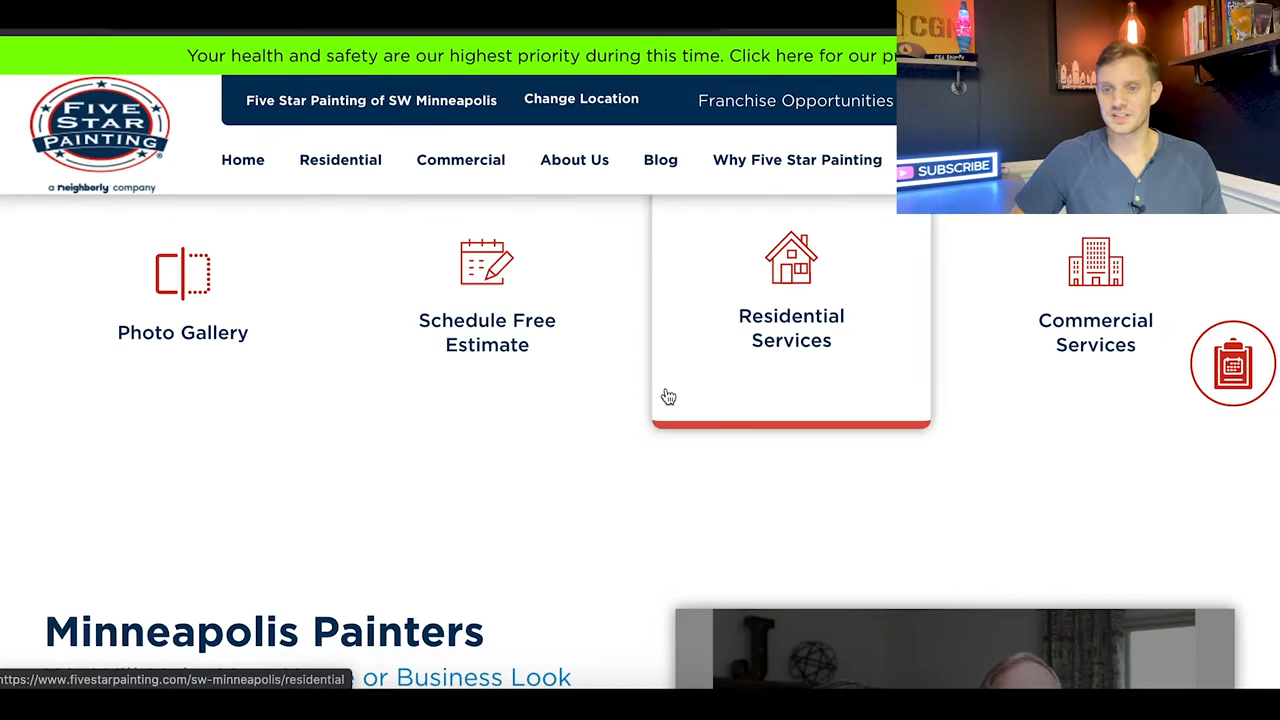 Your health and safety are our highest priority during this time. Click here for our
FIVE
STAR
PAINTING
a neighborly company
Five Star Painting of SW Minneapolis
Change Location
Franchise Opportunities
Home
Residential
Commercial
About Us
Blog
Why Five Star Painting
SUBSCRIBE
Photo Gallery
Schedule Free
Estimate
Residential
Services
Commercial
Services
Minneapolis Painters
or Business Look
https://www.fivestarpainting.com/sw-minneapolis/residential